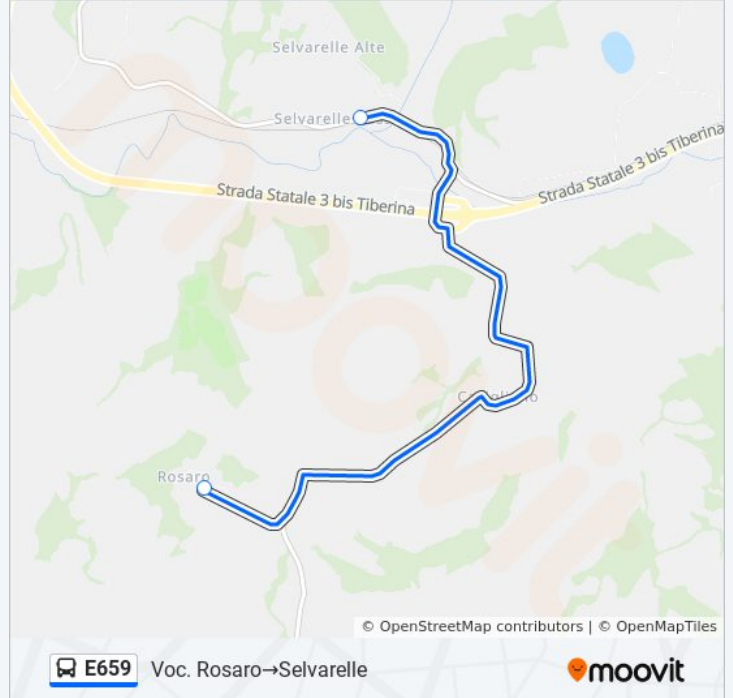 Selvarelle Alte
Selvarelle
Strada Statale 3 bis Tiberina
Strada Statale 3 bis Tiberina
Rosaro
moovit
© OpenStreetMap contributors | © OpenMapTiles
E659 Voc. Rosaro→Selvarelle
moovit